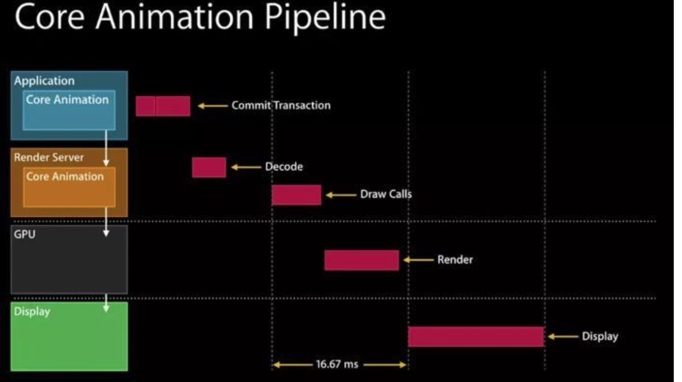 Core Animation Pipeline
Application
Core Animation
Commit Transaction
Render Server
Core Animation
Decode
Draw Calls
GPU
Render
Display
Display
16.67 ms